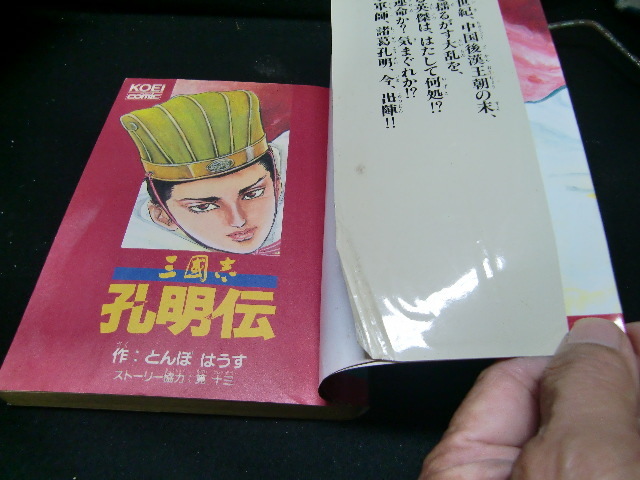 世紀、中国後漢王朝の末、
揺るがす大乱を、
英傑は、はたして何処!?
運命か?気まぐれか!?
軍師、諸葛孔明、今、出陣!!
KOEI
COMIC
三國志
孔明伝
作:とんぼ はうす
ストーリー協力: